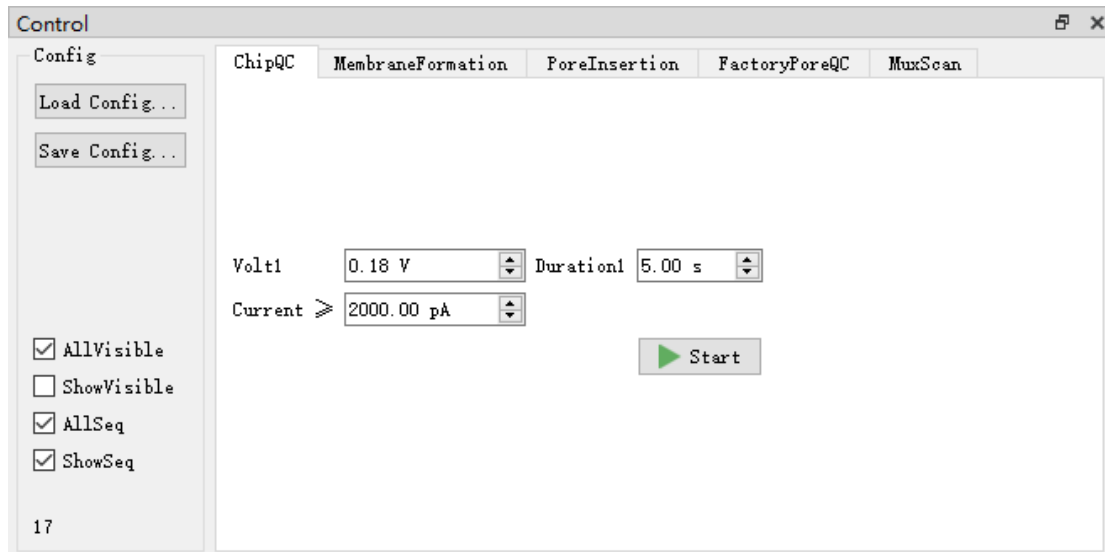 Control
Config
Load Config...
Save Config...
AllVisible
ShowVisible
AllSeq
ShowSeq
17
ChipQC MembraneFormation PoreInsertion FactoryPoreQC MuxScan
Volt1 0.18 V Duration1 5.00 s
Current ≥ 2000.00 pA
Start